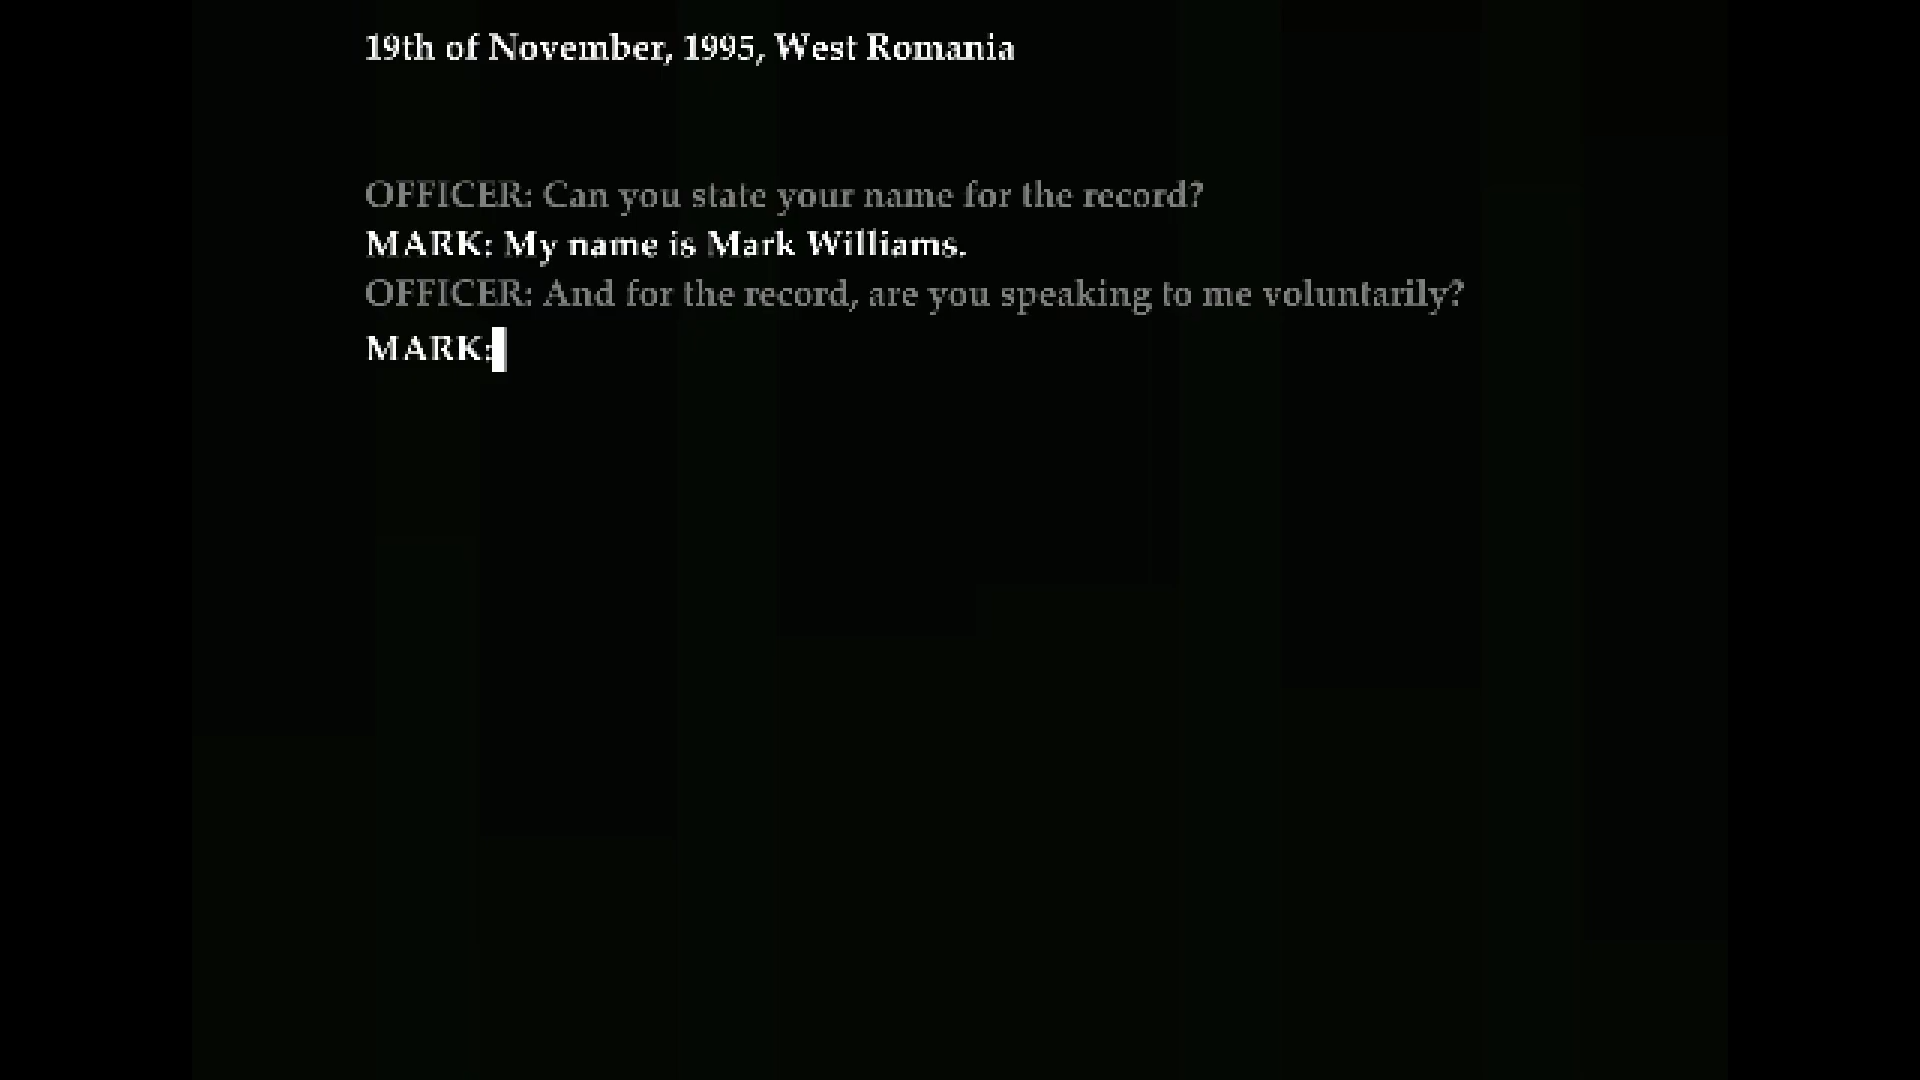 19th of November, 1995, West Romania
OFFICER: Can you state your name for the record?
MARK: My name is Mark Williams.
OFFICER: And for the record, are you speaking to me voluntarily?
MARK: